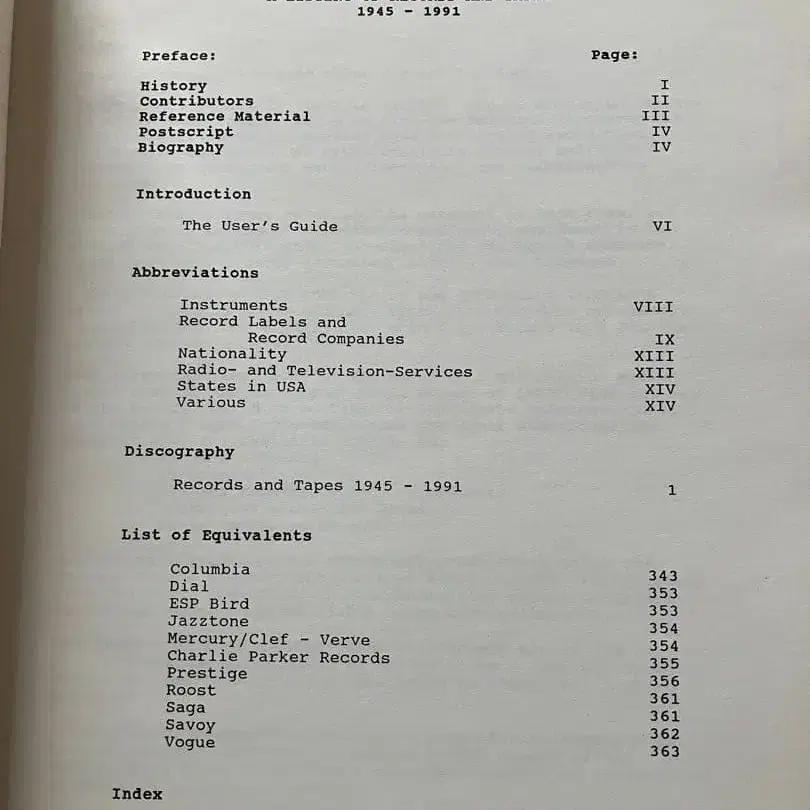 1945 - 1991
Preface: Page:
History I
Contributors II
Reference Material III
Postscript IV
Biography IV
Introduction
The User's Guide VI
Abbreviations
Instruments VIII
Record Labels and
Record Companies IX
Nationality XIII
Radio- and Television-Services XIII
States in USA XIV
Various XIV
Discography
Records and Tapes 1945 - 1991 1
List of Equivalents
Columbia 343
Dial 353
ESP Bird 353
Jazztone 354
Mercury/Clef - Verve 354
Charlie Parker Records 355
Prestige 356
Roost 361
Saga 361
Savoy 362
Vogue 363
Index